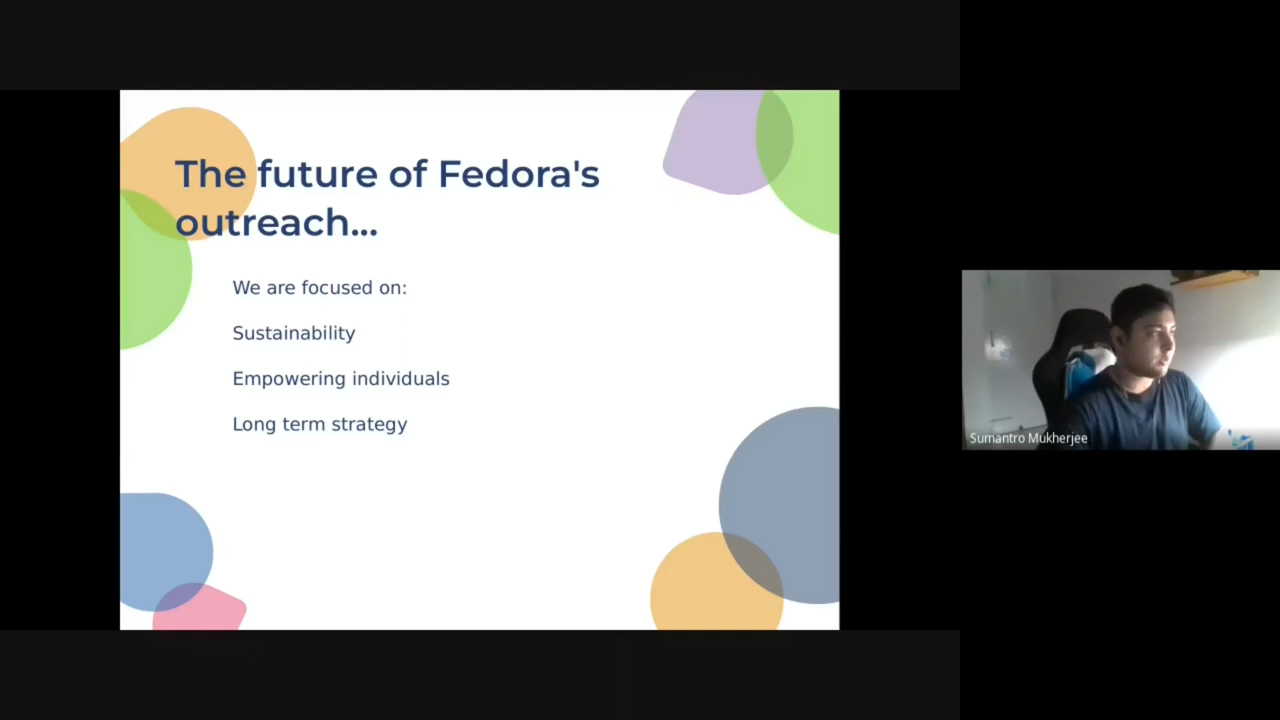 The future of Fedora's
outreach...
We are focused on:
Sustainability
Empowering individuals
Long term strategy
Sumantro Mukherjee